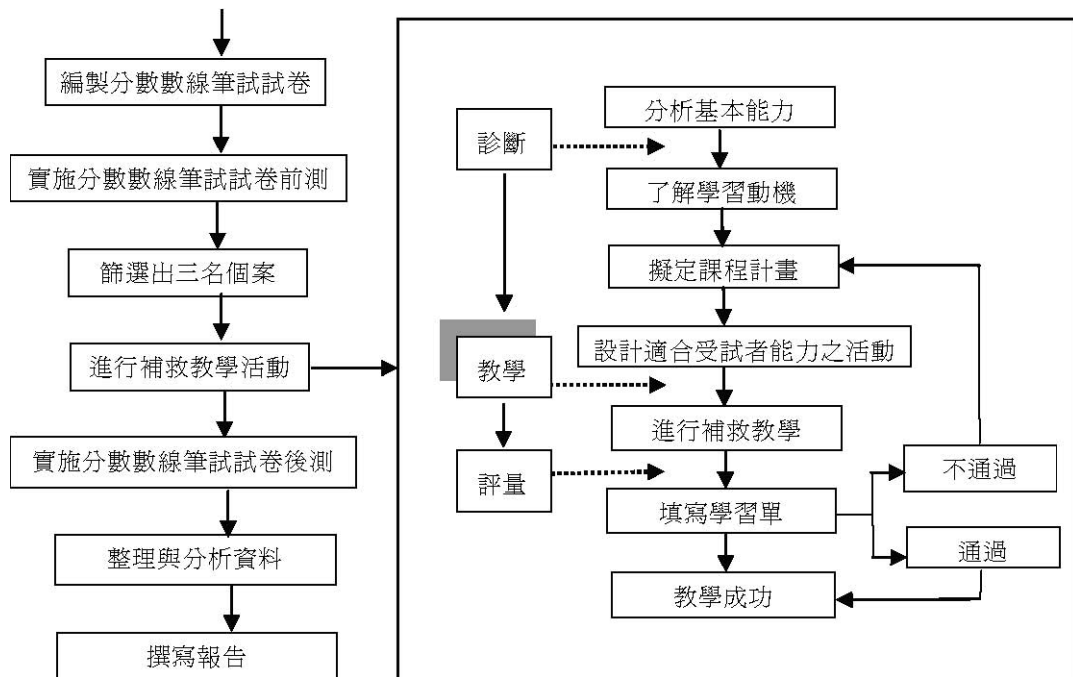 編製分數數線筆試試卷
實施分數數線筆試試卷前測
篩選出三名個案
進行補救教學活動
實施分數數線筆試試卷後測
整理與分析資料
撰寫報告
診斷
教學
評量
分析基本能力
了解學習動機
擬定課程計畫
設計適合受試者能力之活動
進行補救教學
填寫學習單
教學成功
不通過
通過